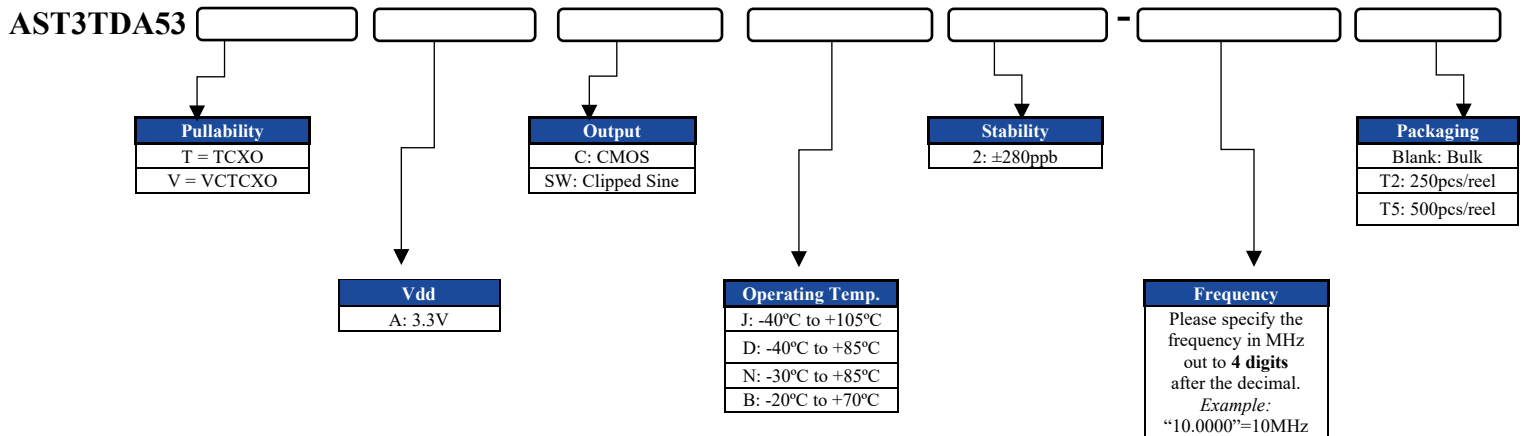 AST3TDA53 -
Pullability
T = TCXO
V = VCTCXO
Output
C: CMOS
SW: Clipped Sine
Stability
2: ±280ppb
Packaging
Blank: Bulk
T2: 250pcs/reel
T5: 500pcs/reel
Vdd
A: 3.3V
Operating Temp.
J: -40ºC to +105ºC
D: -40ºC to +85ºC
N: -30ºC to +85ºC
B: -20ºC to +70ºC
Frequency
Please specify the
frequency in MHz
out to 4 digits
after the decimal.
Example:
“10.0000”=10MHz